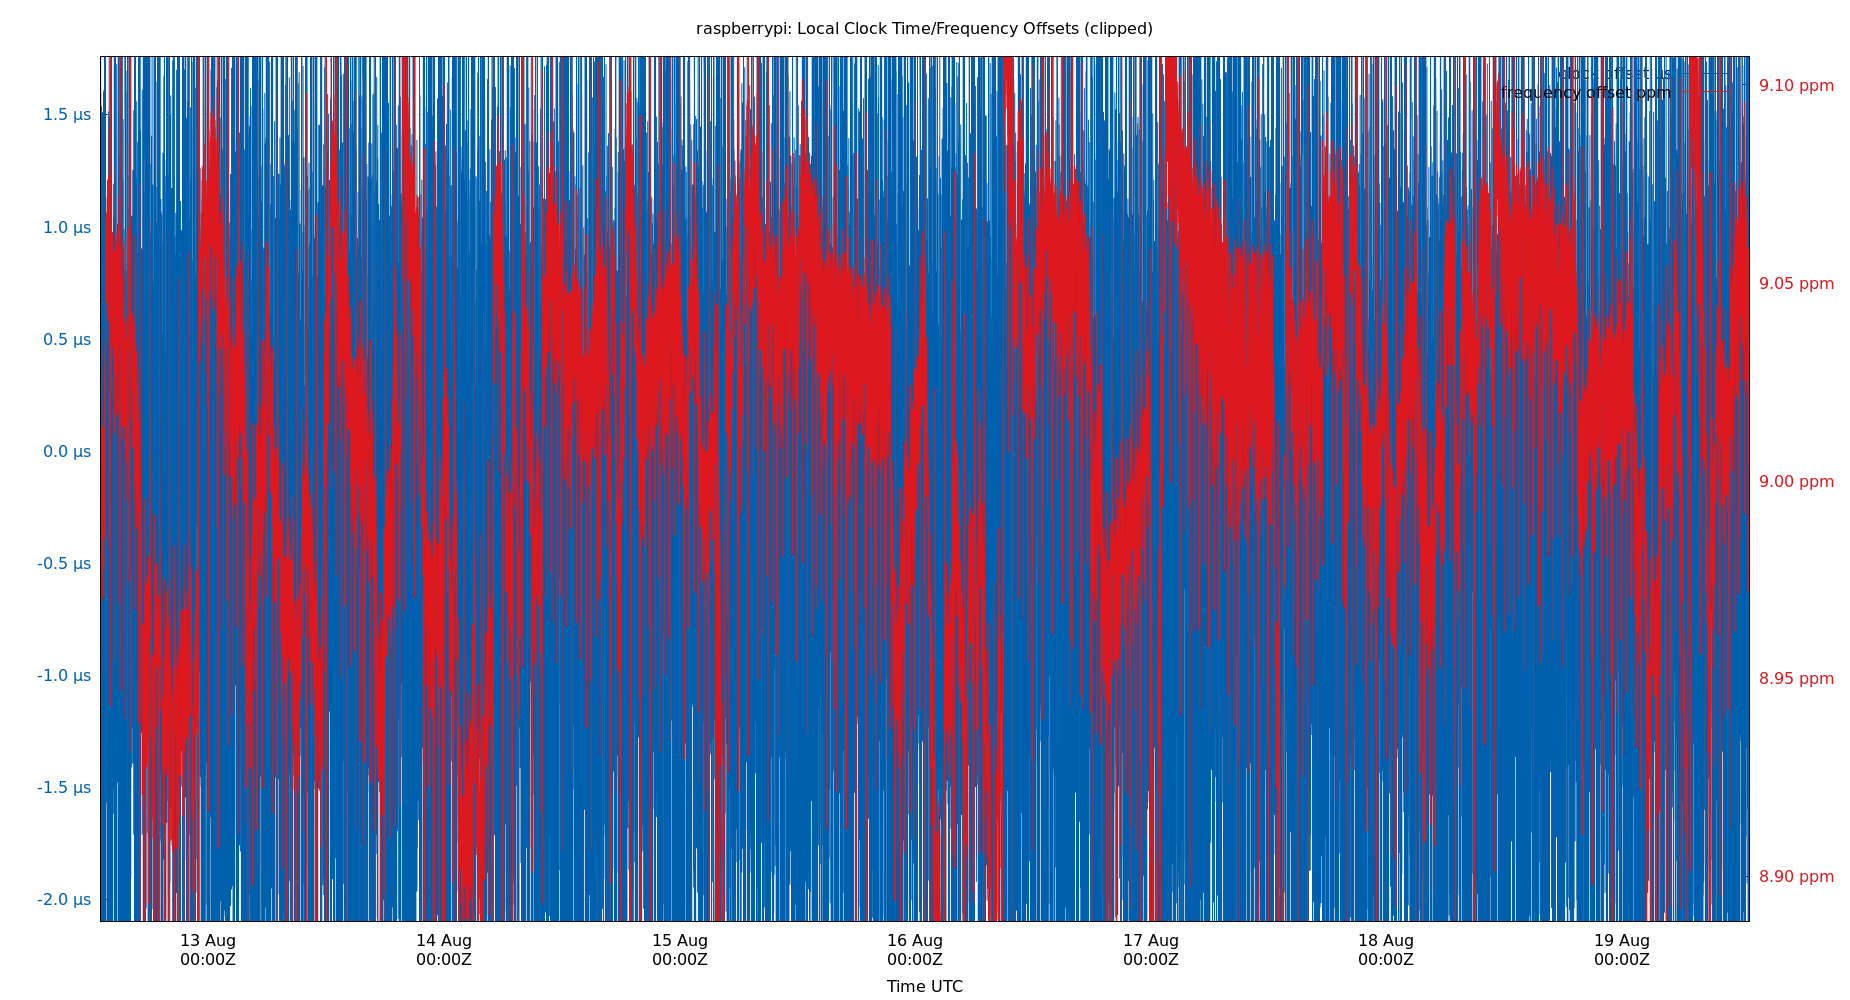 raspberrypi: Local Clock Time/Frequency Offsets (clipped)
clock offset µs
frequency offset ppm
1.5 µs
1.0 µs
0.5 µs
0.0 µs
-0.5 µs
-1.0 µs
-1.5 µs
-2.0 µs
9.10 ppm
9.05 ppm
9.00 ppm
8.95 ppm
8.90 ppm
13 Aug
00:00Z
14 Aug
00:00Z
15 Aug
00:00Z
16 Aug
00:00Z
17 Aug
00:00Z
18 Aug
00:00Z
19 Aug
00:00Z
Time UTC